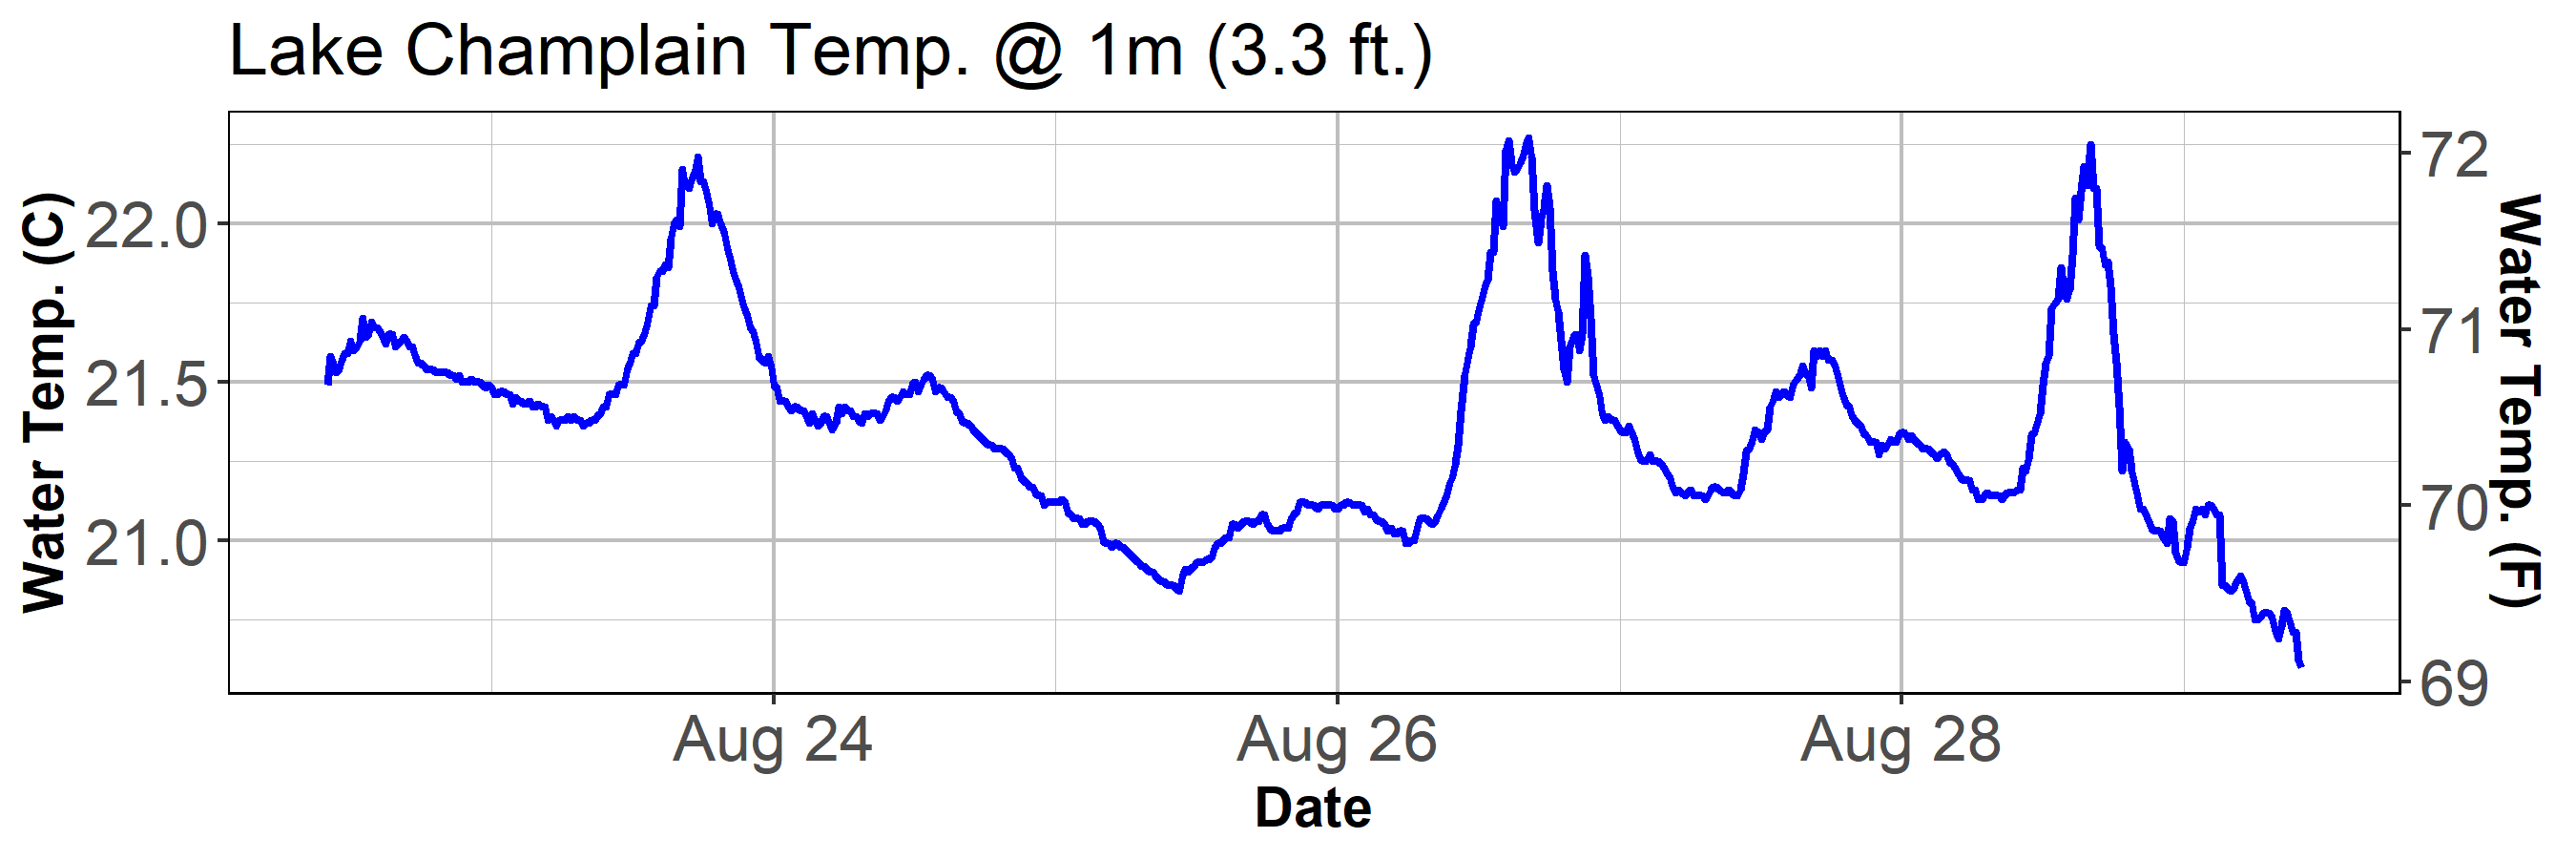 Lake Champlain Temp. @ 1m (3.3 ft.)
Water Temp. (C)
22.0
21.5
21.0
72
71
70
69
Water Temp. (F)
Aug 24
Aug 26
Aug 28
Date